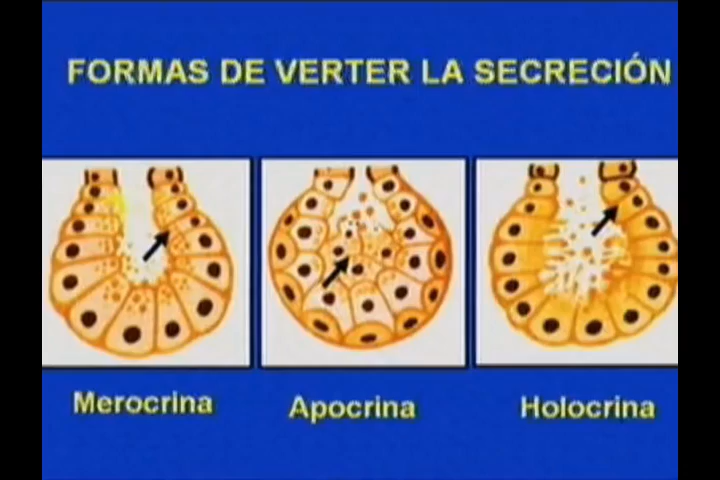 FORMAS DE VERTER LA SECRECIÓN
Merocrina
Apocrina
Holocrina